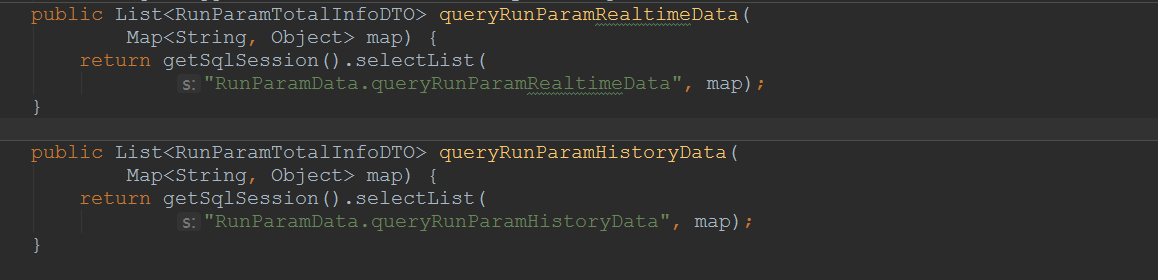 public List<RunParamTotalInfoDTO> queryRunParamRealtimeData(
Map<String, Object> map) {
return getSqlSession().selectList(
s: "RunParamData.queryRunParamRealtimeData", map);
}
public List<RunParamTotalInfoDTO> queryRunParamHistoryData(
Map<String, Object> map) {
return getSqlSession().selectList(
s: "RunParamData.queryRunParamHistoryData", map);
}